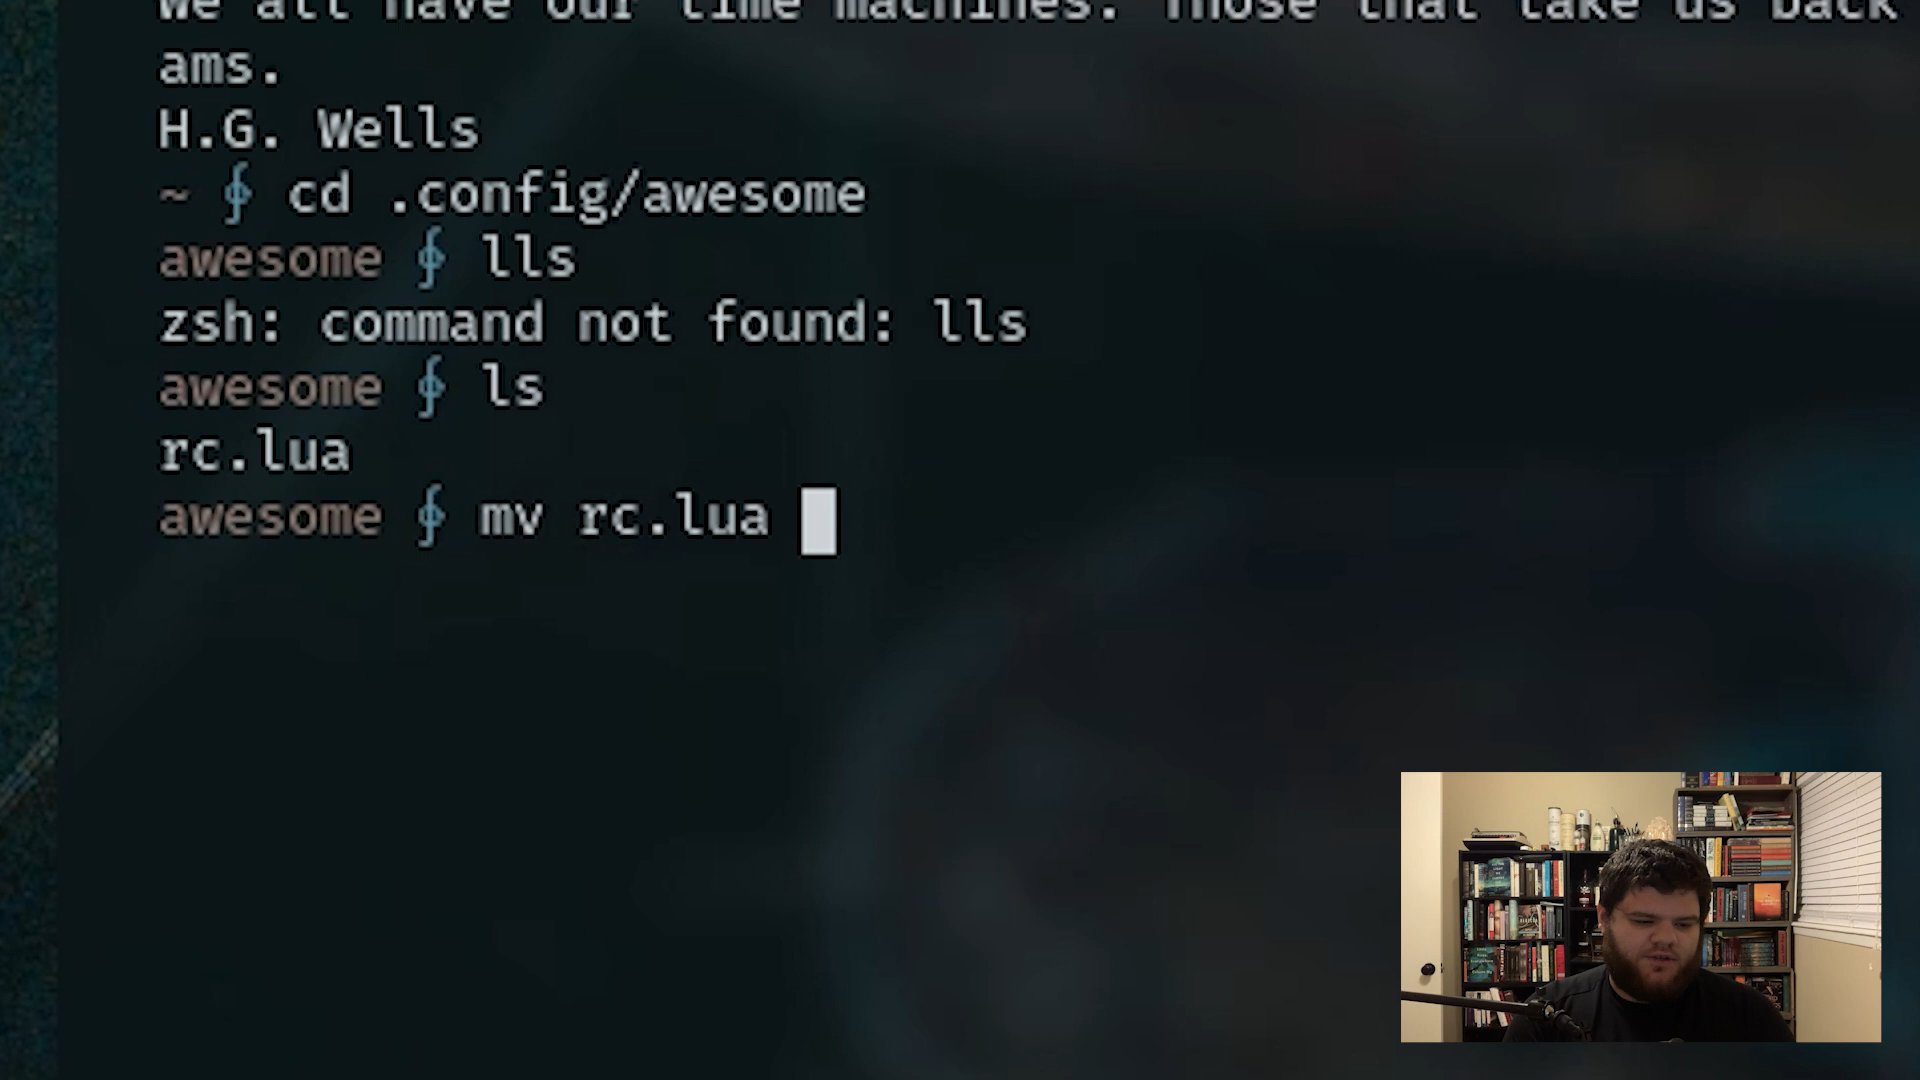 We all have our time machines. Those that take us back
ams.
H.G. Wells
~ ∮ cd .config/awesome
awesome ∮ lls
zsh: command not found: lls
awesome ∮ ls
rc.lua
awesome ∮ mv rc.lua